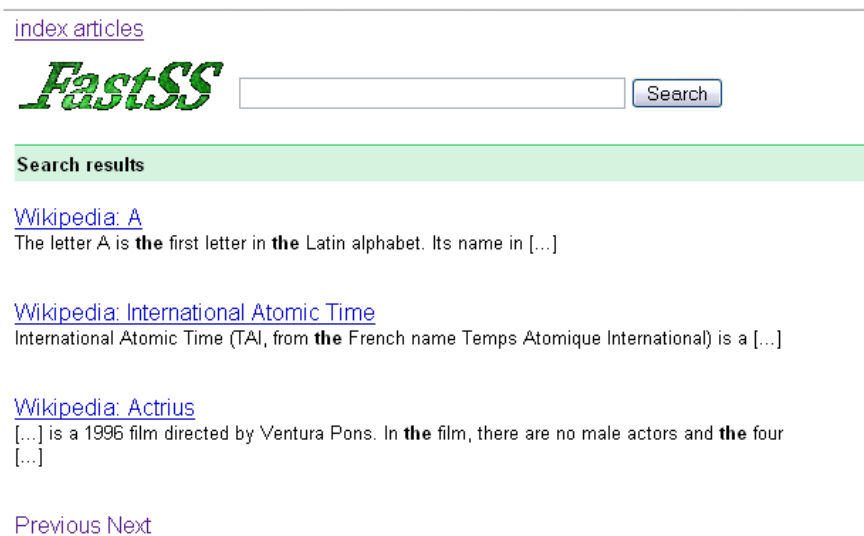 index articles
FastSS
Search
Search results
Wikipedia: A
The letter A is the first letter in the Latin alphabet. Its name in [...]
Wikipedia: International Atomic Time
International Atomic Time (TAI, from the French name Temps Atomique International) is a [...]
Wikipedia: Actrius
[...] is a 1996 film directed by Ventura Pons. In the film, there are no male actors and the four
[...]
Previous Next